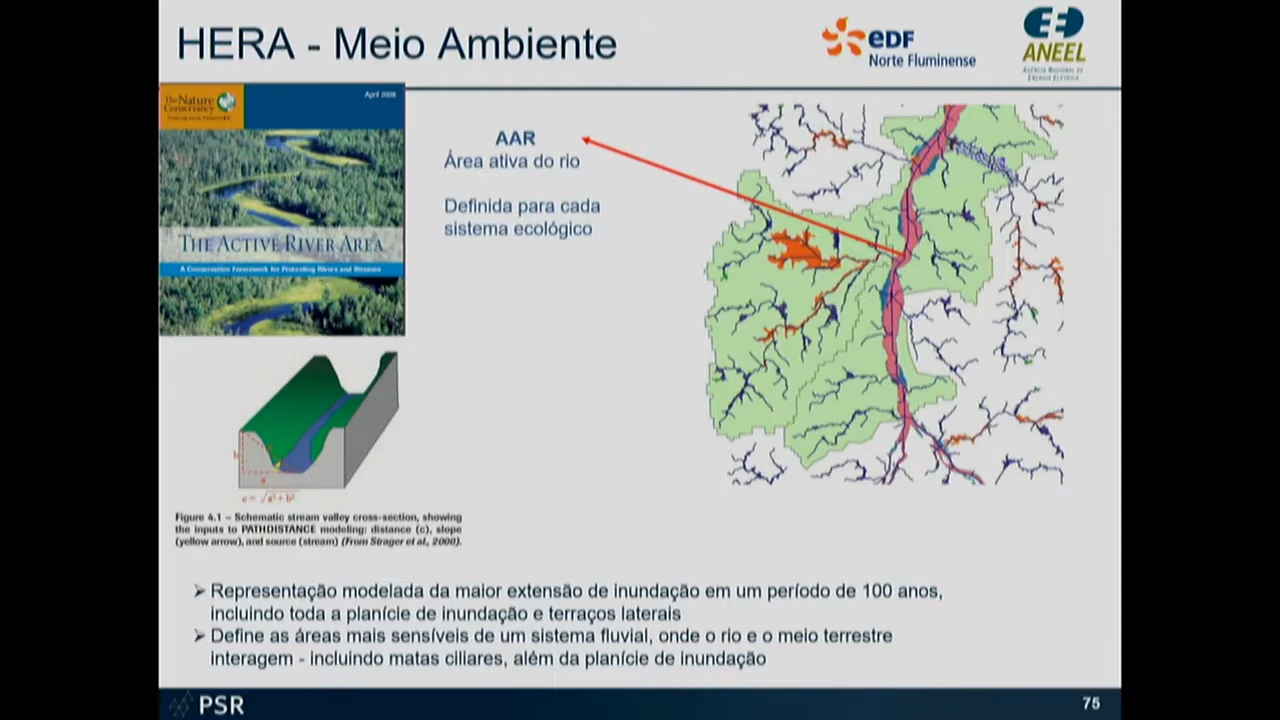 HERA - Meio Ambiente
eDF
Norte Fluminense
ANEEL
AGÊNCIA NACIONAL DE
ENERGIA ELÉTRICA
The Nature
Conservancy
April 2008
THE ACTIVE RIVER AREA
A Conservation Framework for Protecting Rivers and Streams
AAR
Área ativa do rio
Definida para cada
sistema ecológico
Figure 4.1 – Schematic stream valley cross-section, showing
the inputs to PATHDISTANCE modeling: distance (c), slope
(yellow arrow), and source (stream) (From Strager et al., 2000).
➢ Representação modelada da maior extensão de inundação em um período de 100 anos,
incluindo toda a planície de inundação e terraços laterais
➢ Define as áreas mais sensíveis de um sistema fluvial, onde o rio e o meio terrestre
interagem - incluindo matas ciliares, além da planície de inundação
PSR
75